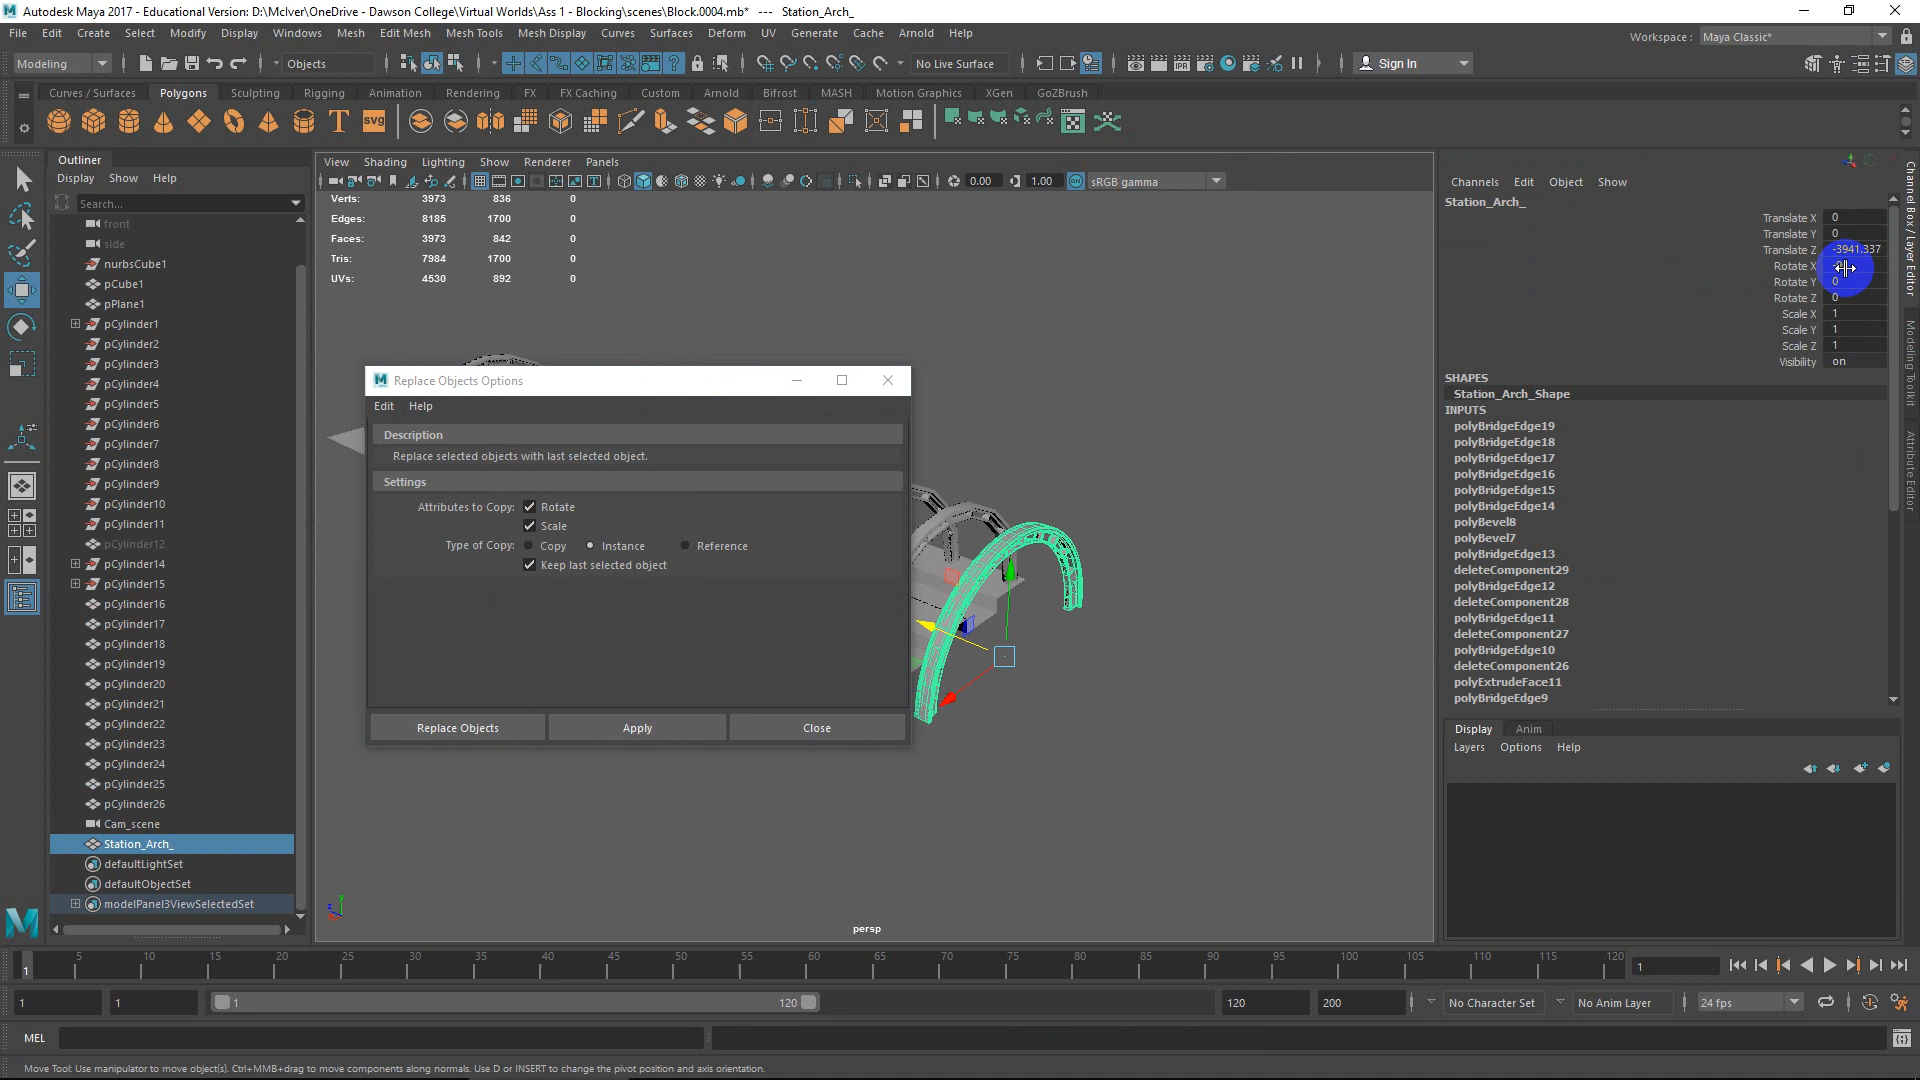 Autodesk Maya 2017 - Educational Version: D:\McIver\OneDrive - Dawson College\Virtual Worlds\Ass 1 - Blocking\scenes\Block.0004.mb* --- Station_Arch_
File Edit Create Select Modify Display Windows Mesh Edit Mesh Mesh Tools Mesh Display Curves Surfaces Deform UV Generate Cache Arnold Help
Workspace : Maya Classic*
Modeling Objects No Live Surface Sign In
Curves / Surfaces Polygons Sculpting Rigging Animation Rendering FX FX Caching Custom Arnold Bifrost MASH Motion Graphics XGen GoZBrush
T SVG IPR
Outliner
Display Show Help
Search...
front
side
nurbsCube1
pCube1
pPlane1
pCylinder1
pCylinder2
pCylinder3
pCylinder4
pCylinder5
pCylinder6
pCylinder7
pCylinder8
pCylinder9
pCylinder10
pCylinder11
pCylinder12
pCylinder14
pCylinder15
pCylinder16
pCylinder17
pCylinder18
pCylinder19
pCylinder20
pCylinder21
pCylinder22
pCylinder23
pCylinder24
pCylinder25
pCylinder26
Cam_scene
Station_Arch_
defaultLightSet
defaultObjectSet
modelPanel3ViewSelectedSet
View Shading Lighting Show Renderer Panels
0.00 1.00 sRGB gamma
Verts: 3973 836 0
Edges: 8185 1700 0
Faces: 3973 842 0
Tris: 7984 1700 0
UVs: 4530 892 0
persp
Replace Objects Options
Edit Help
Description
Replace selected objects with last selected object.
Settings
Attributes to Copy: Rotate
Scale
Type of Copy: Copy Instance Reference
Keep last selected object
Replace Objects Apply Close
Channels Edit Object Show
Station_Arch_
Translate X 0
Translate Y 0
Translate Z -3941.337
Rotate X
Rotate Y 0
Rotate Z 0
Scale X 1
Scale Y 1
Scale Z 1
Visibility on
SHAPES
Station_Arch_Shape
INPUTS
polyBridgeEdge19
polyBridgeEdge18
polyBridgeEdge17
polyBridgeEdge16
polyBridgeEdge15
polyBridgeEdge14
polyBevel8
polyBevel7
polyBridgeEdge13
deleteComponent29
polyBridgeEdge12
deleteComponent28
polyBridgeEdge11
deleteComponent27
polyBridgeEdge10
deleteComponent26
polyExtrudeFace11
polyBridgeEdge9
Display Anim
Layers Options Help
Channel Box / Layer Editor
Modeling Toolkit
Attribute Editor
1 5 10 15 20 25 30 35 40 45 50 55 60 65 70 75 80 85 90 95 100 105 110 115 120 1
1 1 1 120 120 200 No Character Set No Anim Layer 24 fps
MEL
Move Tool: Use manipulator to move object(s). Ctrl+MMB+drag to move components along normals. Use D or INSERT to change the pivot position and axis orientation.